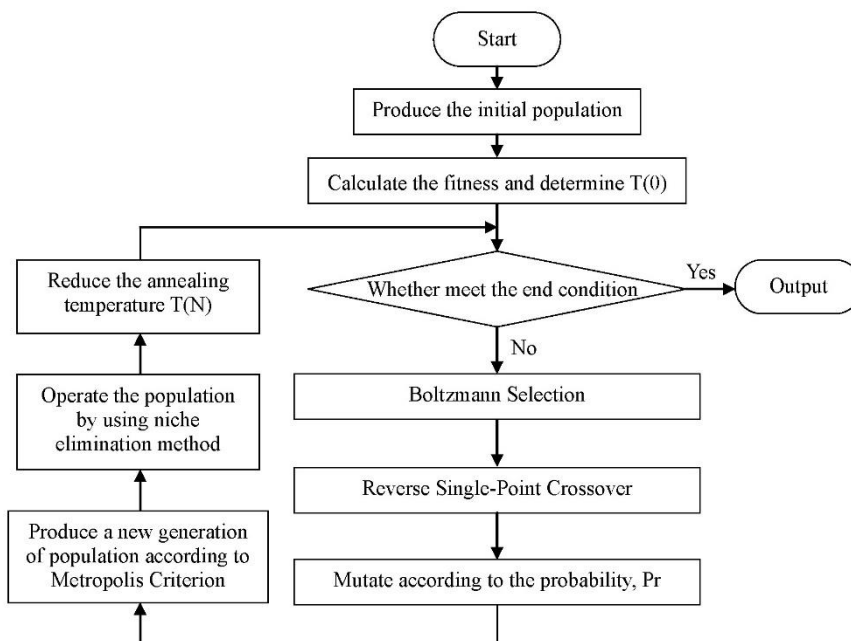 Start
Produce the initial population
Calculate the fitness and determine T(0)
Whether meet the end condition
Yes
Output
No
Boltzmann Selection
Reverse Single-Point Crossover
Mutate according to the probability, Pr
Produce a new generation
of population according to
Metropolis Criterion
Operate the population
by using niche
elimination method
Reduce the annealing
temperature T(N)